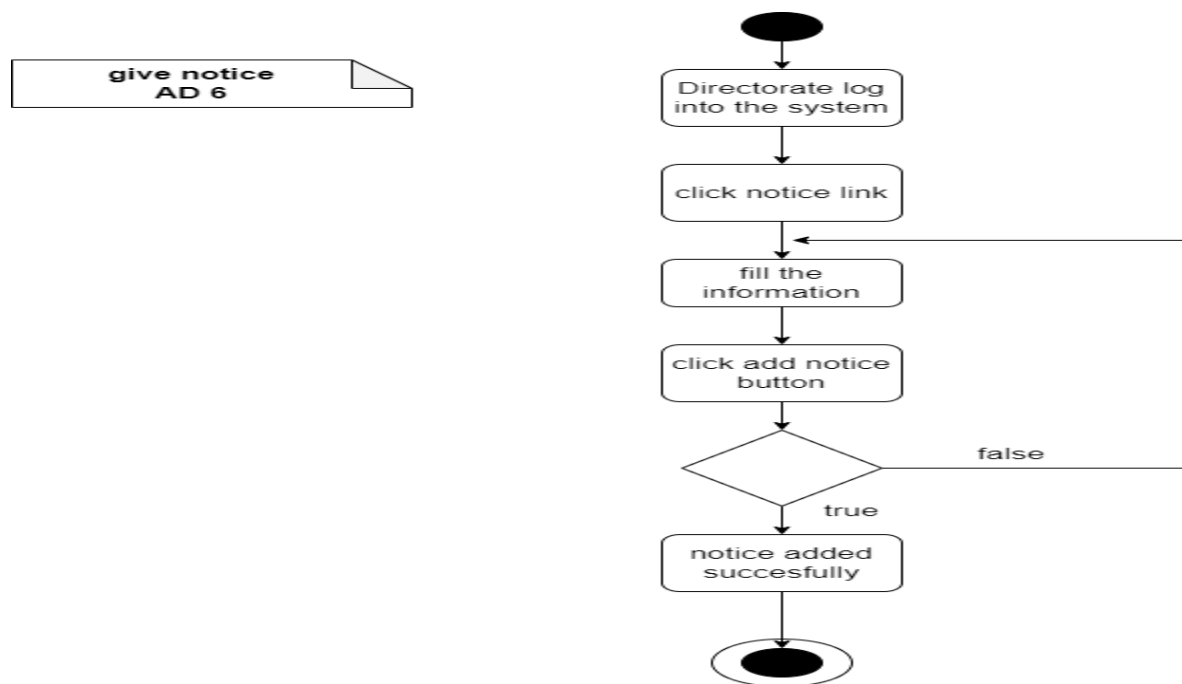 give notice
AD 6
Directorate log
into the system
click notice link
fill the
information
click add notice
button
false
true
notice added
succesfully